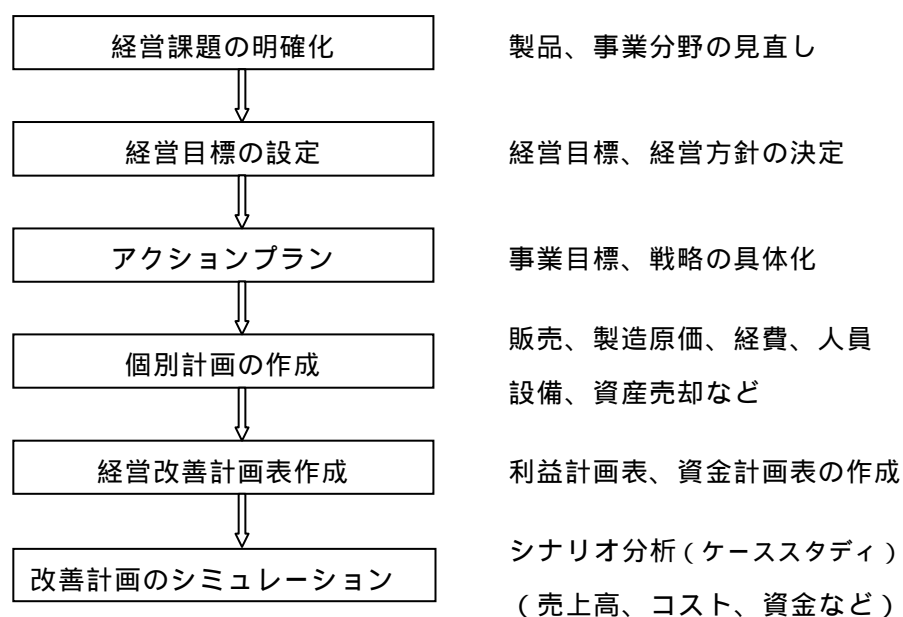 経営課題の明確化 製品、事業分野の見直し
経営目標の設定 経営目標、経営方針の決定
アクションプラン 事業目標、戦略の具体化
個別計画の作成 販売、製造原価、経費、人員
設備、資産売却など
経営改善計画表作成 利益計画表、資金計画表の作成
改善計画のシミュレーション シナリオ分析(ケーススタディ)
(売上高、コスト、資金など)